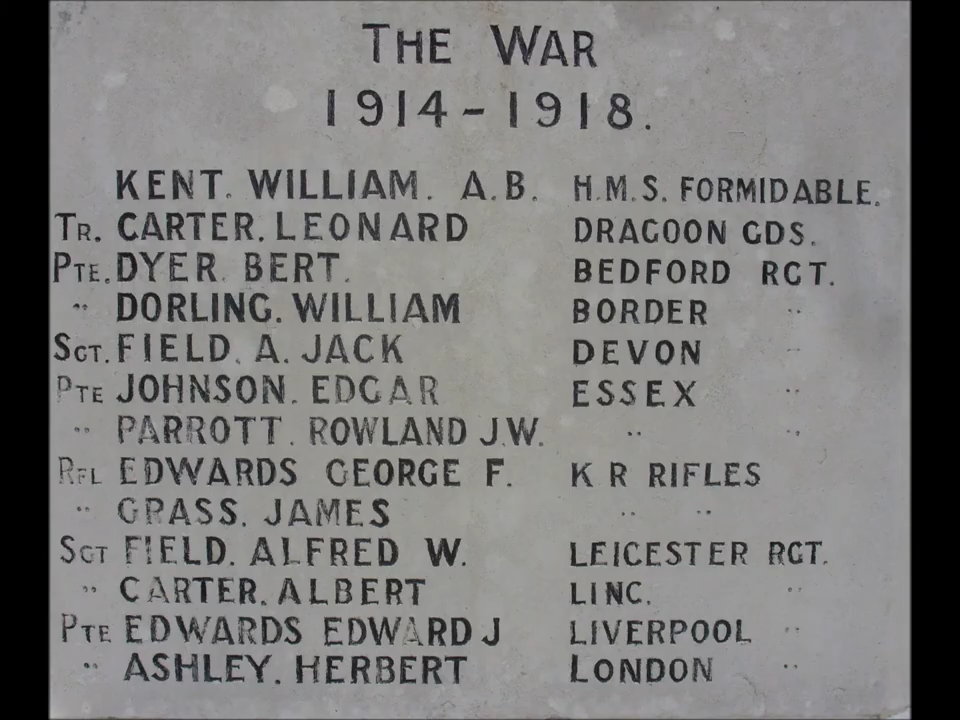 THE WAR
1914-1918.
KENT. WILLIAM. A.B. H.M.S. FORMIDABLE.
TR. CARTER. LEONARD DRAGOON GDS.
PTE. DYER. BERT. BEDFORD RGT.
" DORLING. WILLIAM BORDER "
SGT. FIELD. A. JACK DEVON "
PTE JOHNSON. EDGAR ESSEX "
" PARROTT. ROWLAND J.W. " "
RFL EDWARDS GEORGE F. K R RIFLES
" GRASS. JAMES " "
SGT FIELD. ALFRED W. LEICESTER RGT.
" CARTER. ALBERT LINC. "
PTE EDWARDS EDWARD J LIVERPOOL "
" ASHLEY. HERBERT LONDON "